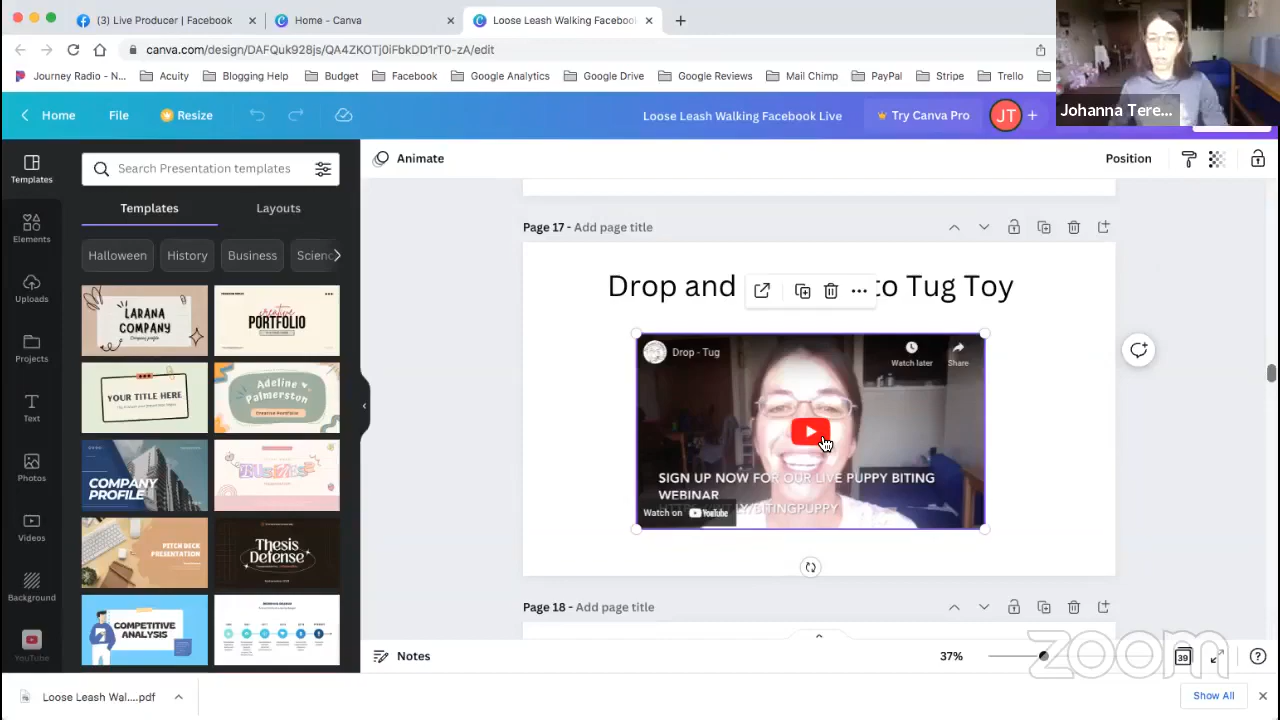 (3) Live Producer | Facebook
Home - Canva
Loose Leash Walking Facebook
canva.com/design/DAFQuk928js/QA4ZKOTj0iFbkDD1rT0-zA/edit
Journey Radio - N...
Acuity
Blogging Help
Budget
Facebook
Google Analytics
Google Drive
Google Reviews
Mail Chimp
PayPal
Stripe
Trello
Johanna Tere...
Home
File
Resize
Loose Leash Walking Facebook Live
Try Canva Pro
JT
Templates
Elements
Uploads
Projects
Text
Photos
Videos
Background
YouTube
Search Presentation templates
Templates
Layouts
Halloween
History
Business
Scienc
LARANA
COMPANY
CREATIVE
PORTFOLIO
YOUR TITLE HERE
Adeline
Palmerston
COMPANY
PROFILE
BUSINESS
PITCH DECK
PRESENTATION
Thesis
Defense
COMPETITIVE
ANALYSIS
Animate
Position
Page 17 - Add page title
Drop and
to Tug Toy
Drop - Tug
Watch later
Share
SIGN UP NOW FOR OUR LIVE PUPPY BITING
WEBINAR
Watch on YouTube
Page 18 - Add page title
Notes
37%
39
zoom
Loose Leash Wal....pdf
Show All